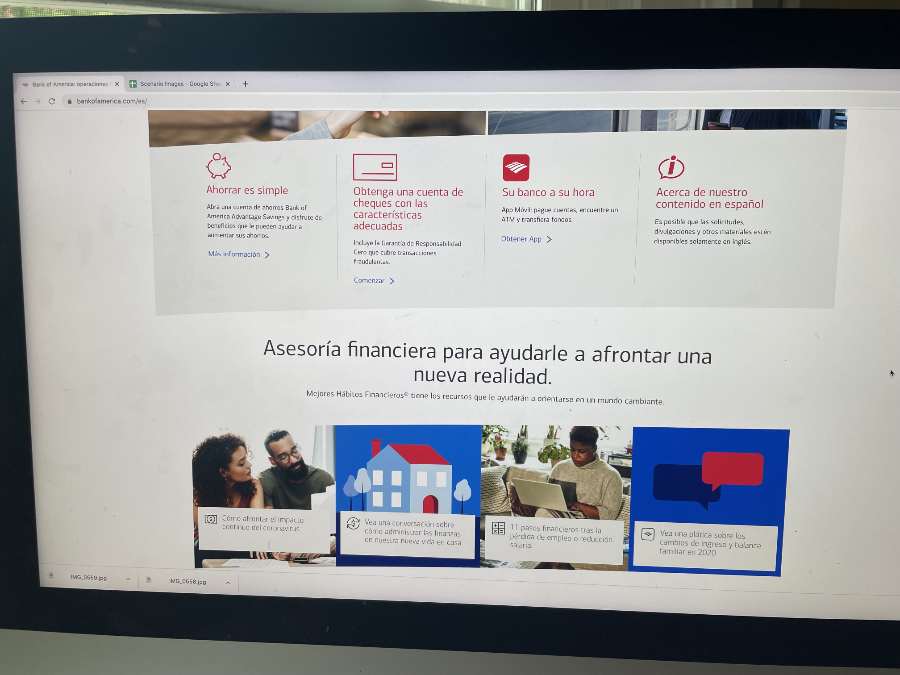 Bank of America: operaciones
Scenario Images - Google She
bankofamerica.com/es/
Ahorrar es simple
Abra una cuenta de ahorros Bank of
America Advantage Savings y disfrute de
beneficios que le pueden ayudar a
aumentar sus ahorros.
Más información
Obtenga una cuenta de
cheques con las
características
adecuadas
Incluye la Garantía de Responsabilidad
Cero que cubre transacciones
fraudulentas.
Comenzar
Su banco a su hora
App Móvil: pague cuentas, encuentre un
ATM y transfiera fondos.
Obtener App
Acerca de nuestro
contenido en español
Es posible que las solicitudes,
divulgaciones y otros materiales estén
disponibles solamente en inglés.
Asesoría financiera para ayudarle a afrontar una
nueva realidad.
Mejores Hábitos Financieros® tiene los recursos que le ayudarán a orientarse en un mundo cambiante.
Cómo afrontar el impacto
continuo del coronavirus
Vea una conversación sobre
cómo administrar las finanzas
en nuestra nueva vida en casa
11 pasos financieros tras la
pérdida de empleo o reducción
salarial
Vea una plática sobre los
cambios de ingreso y balance
familiar en 2020
IMG_0659.jpg
IMG_0658.jpg